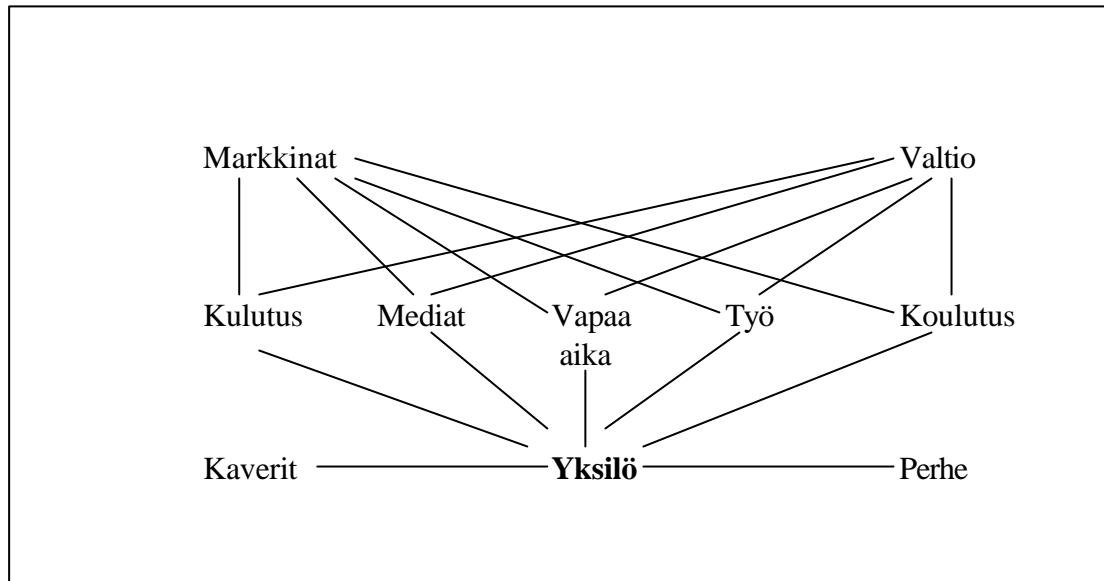 Markkinat Valtio
Kulutus Mediat Vapaa Työ Koulutus
aika
Kaverit Yksilö Perhe